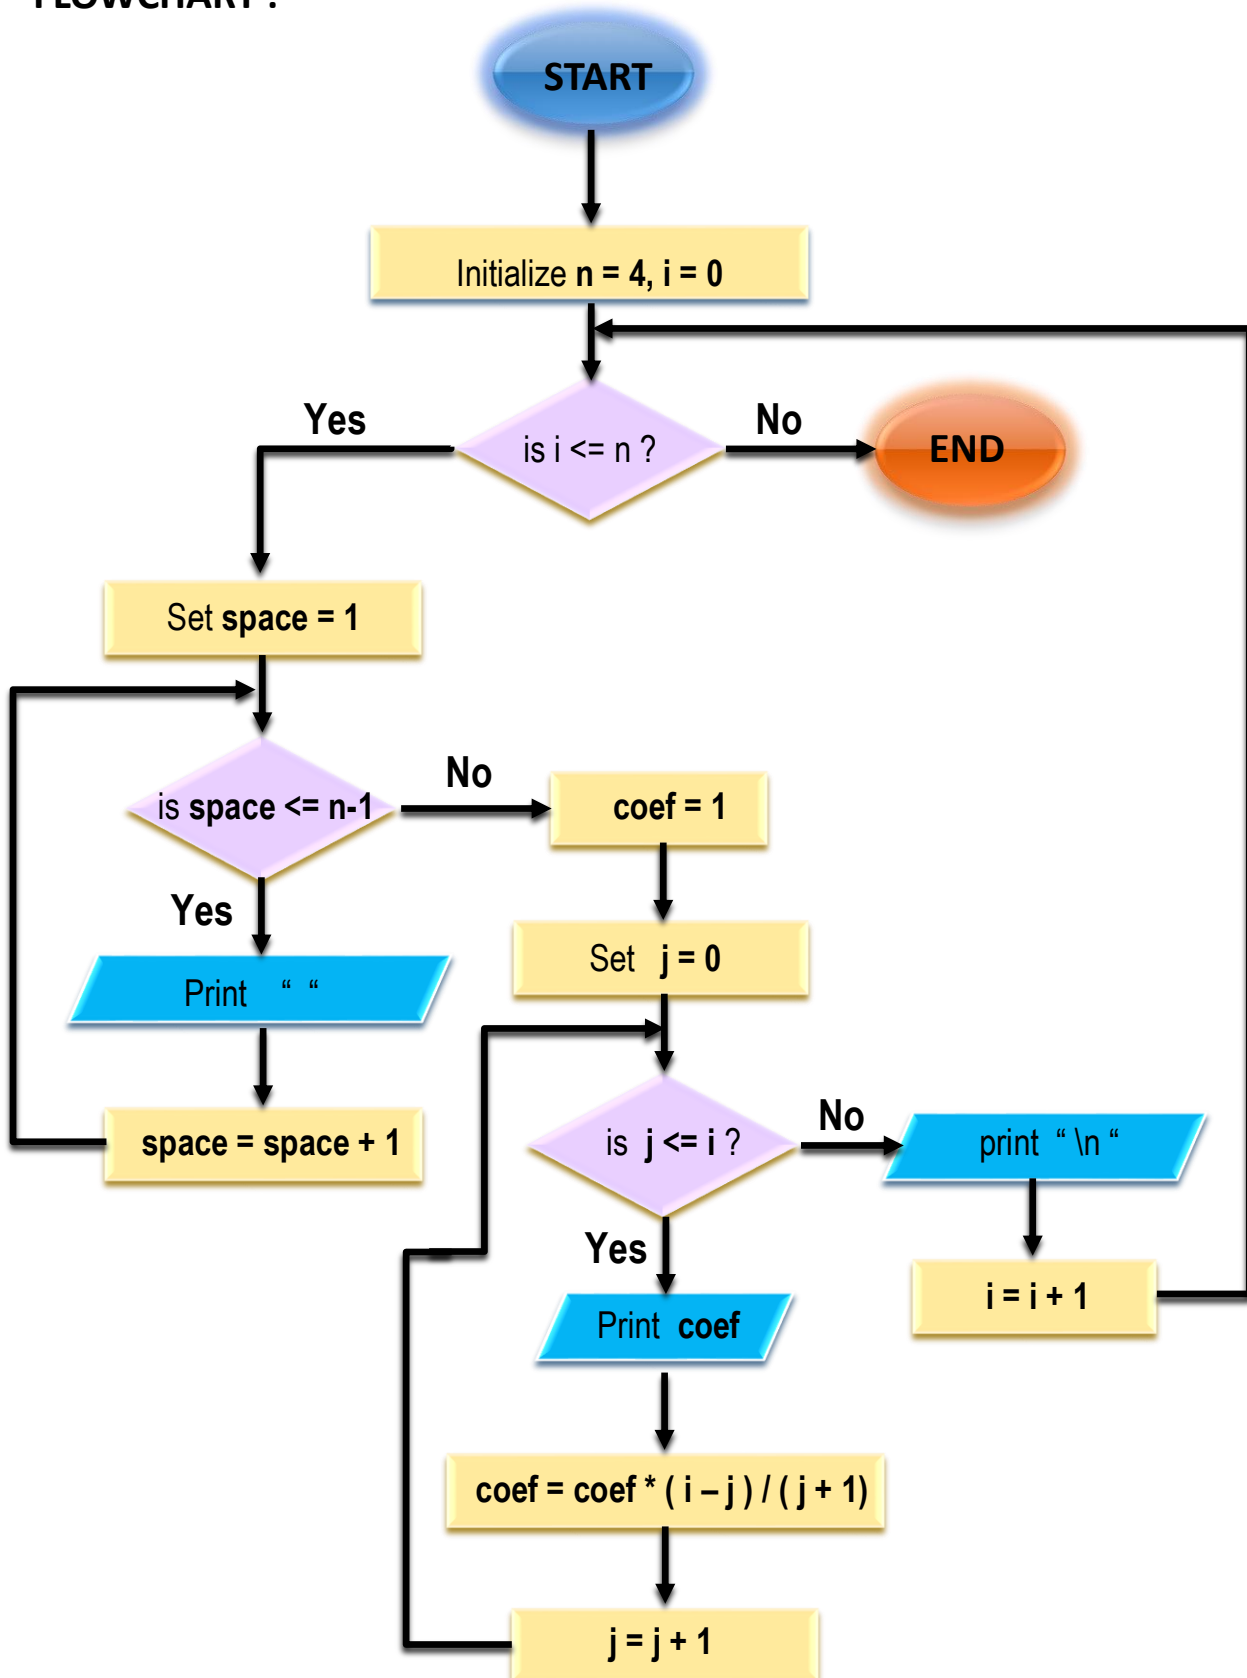 FLOWCHART :
START
Initialize n = 4, i = 0
Yes
is i <= n ?
No
END
Set space = 1
is space <= n-1
No
coef = 1
Yes
Set j = 0
Print “ “
space = space + 1
is j <= i ?
No
print “ \n “
Yes
i = i + 1
Print coef
coef = coef * ( i – j ) / ( j + 1)
j = j + 1